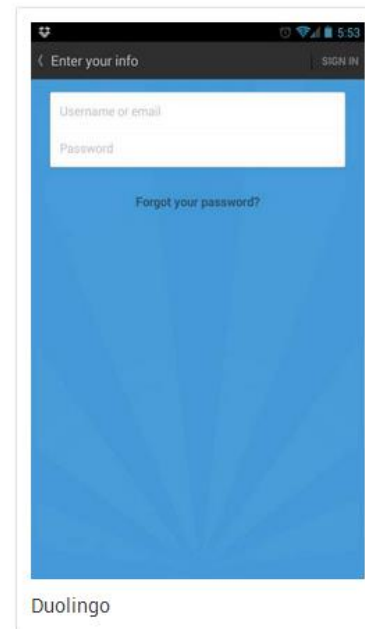 5:53
Enter your info
SIGN IN
Username or email
Password
Forgot your password?
Duolingo